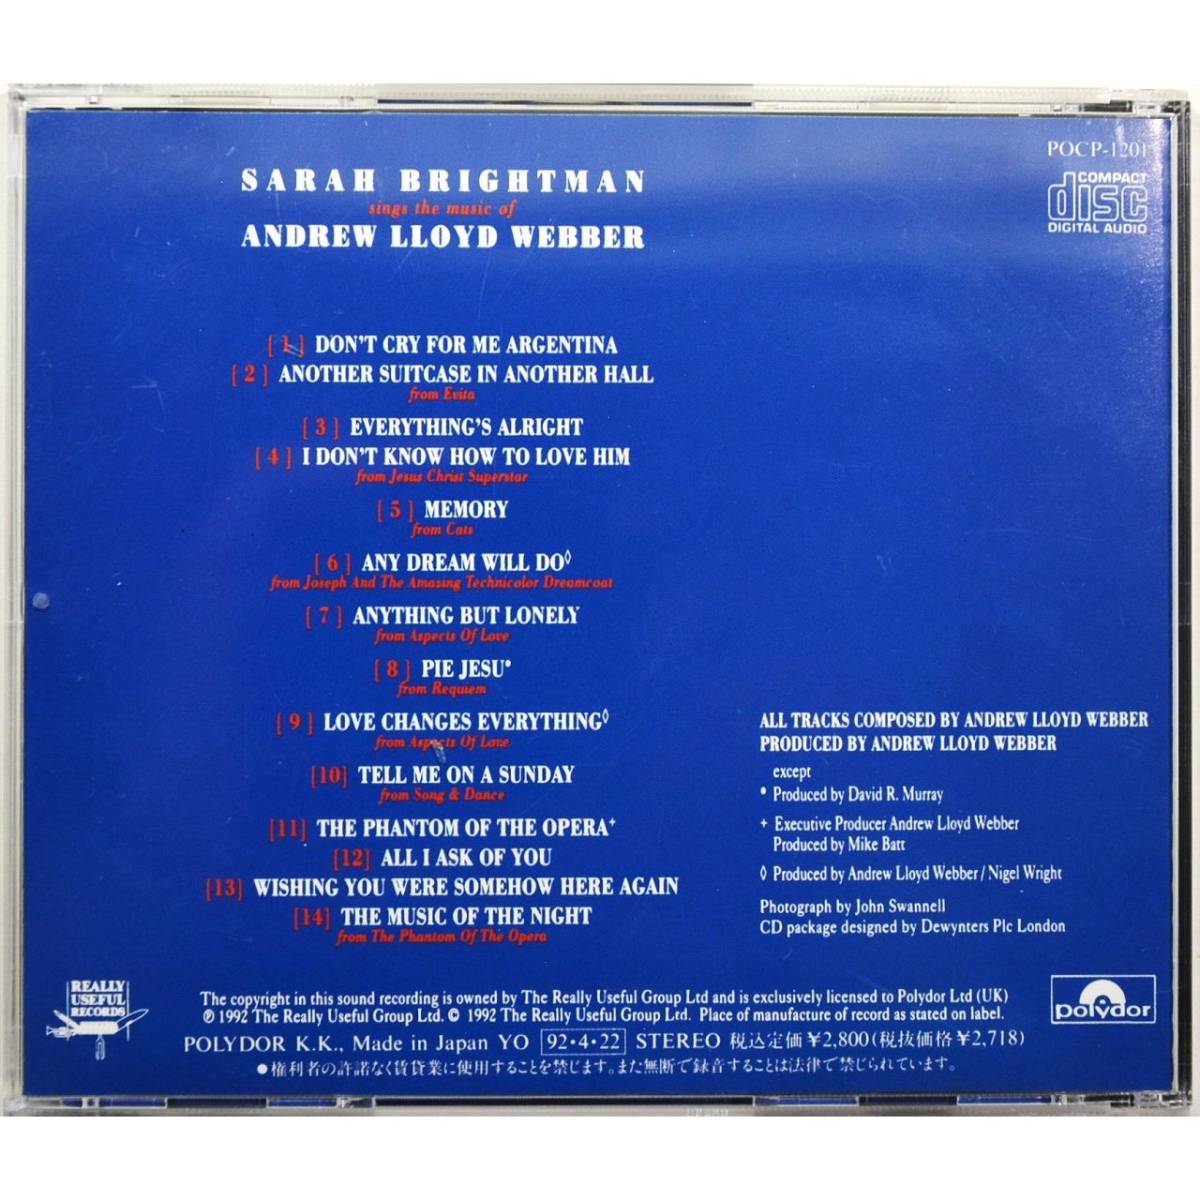 POCP-1201
COMPACT
disc
DIGITAL AUDIO
SARAH BRIGHTMAN
sings the music of
ANDREW LLOYD WEBBER
[ 1 ] DON'T CRY FOR ME ARGENTINA
[ 2 ] ANOTHER SUITCASE IN ANOTHER HALL
from Evita
[ 3 ] EVERYTHING'S ALRIGHT
[ 4 ] I DON'T KNOW HOW TO LOVE HIM
from Jesus Christ Superstar
[ 5 ] MEMORY
from Cats
[ 6 ] ANY DREAM WILL DO◊
from Joseph And The Amazing Technicolor Dreamcoat
[ 7 ] ANYTHING BUT LONELY
from Aspects Of Love
[ 8 ] PIE JESU•
from Requiem
[ 9 ] LOVE CHANGES EVERYTHING◊
from Aspects Of Love
[10] TELL ME ON A SUNDAY
from Song & Dance
[11] THE PHANTOM OF THE OPERA+
[12] ALL I ASK OF YOU
[13] WISHING YOU WERE SOMEHOW HERE AGAIN
[14] THE MUSIC OF THE NIGHT
from The Phantom Of The Opera
ALL TRACKS COMPOSED BY ANDREW LLOYD WEBBER
PRODUCED BY ANDREW LLOYD WEBBER
except
• Produced by David R. Murray
+ Executive Producer Andrew Lloyd Webber
Produced by Mike Batt
◊ Produced by Andrew Lloyd Webber / Nigel Wright
Photograph by John Swannell
CD package designed by Dewynters Plc London
REALLY
USEFUL
RECORDS
The copyright in this sound recording is owned by The Really Useful Group Ltd and is exclusively licensed to Polydor Ltd (UK)
℗ 1992 The Really Useful Group Ltd. © 1992 The Really Useful Group Ltd. Place of manufacture of record as stated on label.
polydor
POLYDOR K.K., Made in Japan YO 92・4・22 STEREO 税込定価¥2,800(税抜価格¥2,718)
●権利者の許諾なく賃貸業に使用することを禁じます。また無断で録音することは法律で禁じられています。